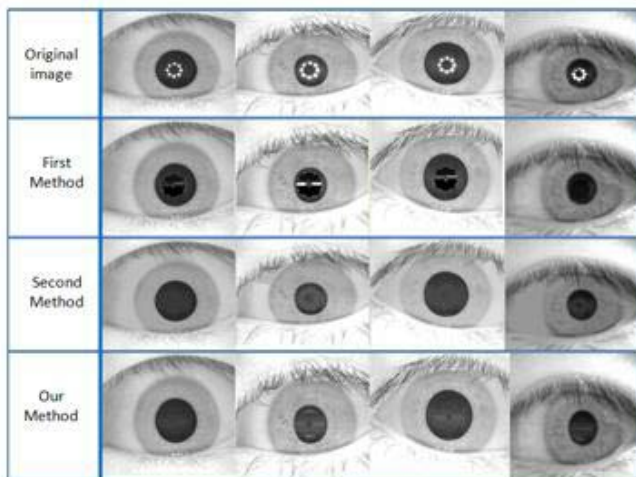 Original
image
First
Method
Second
Method
Our
Method